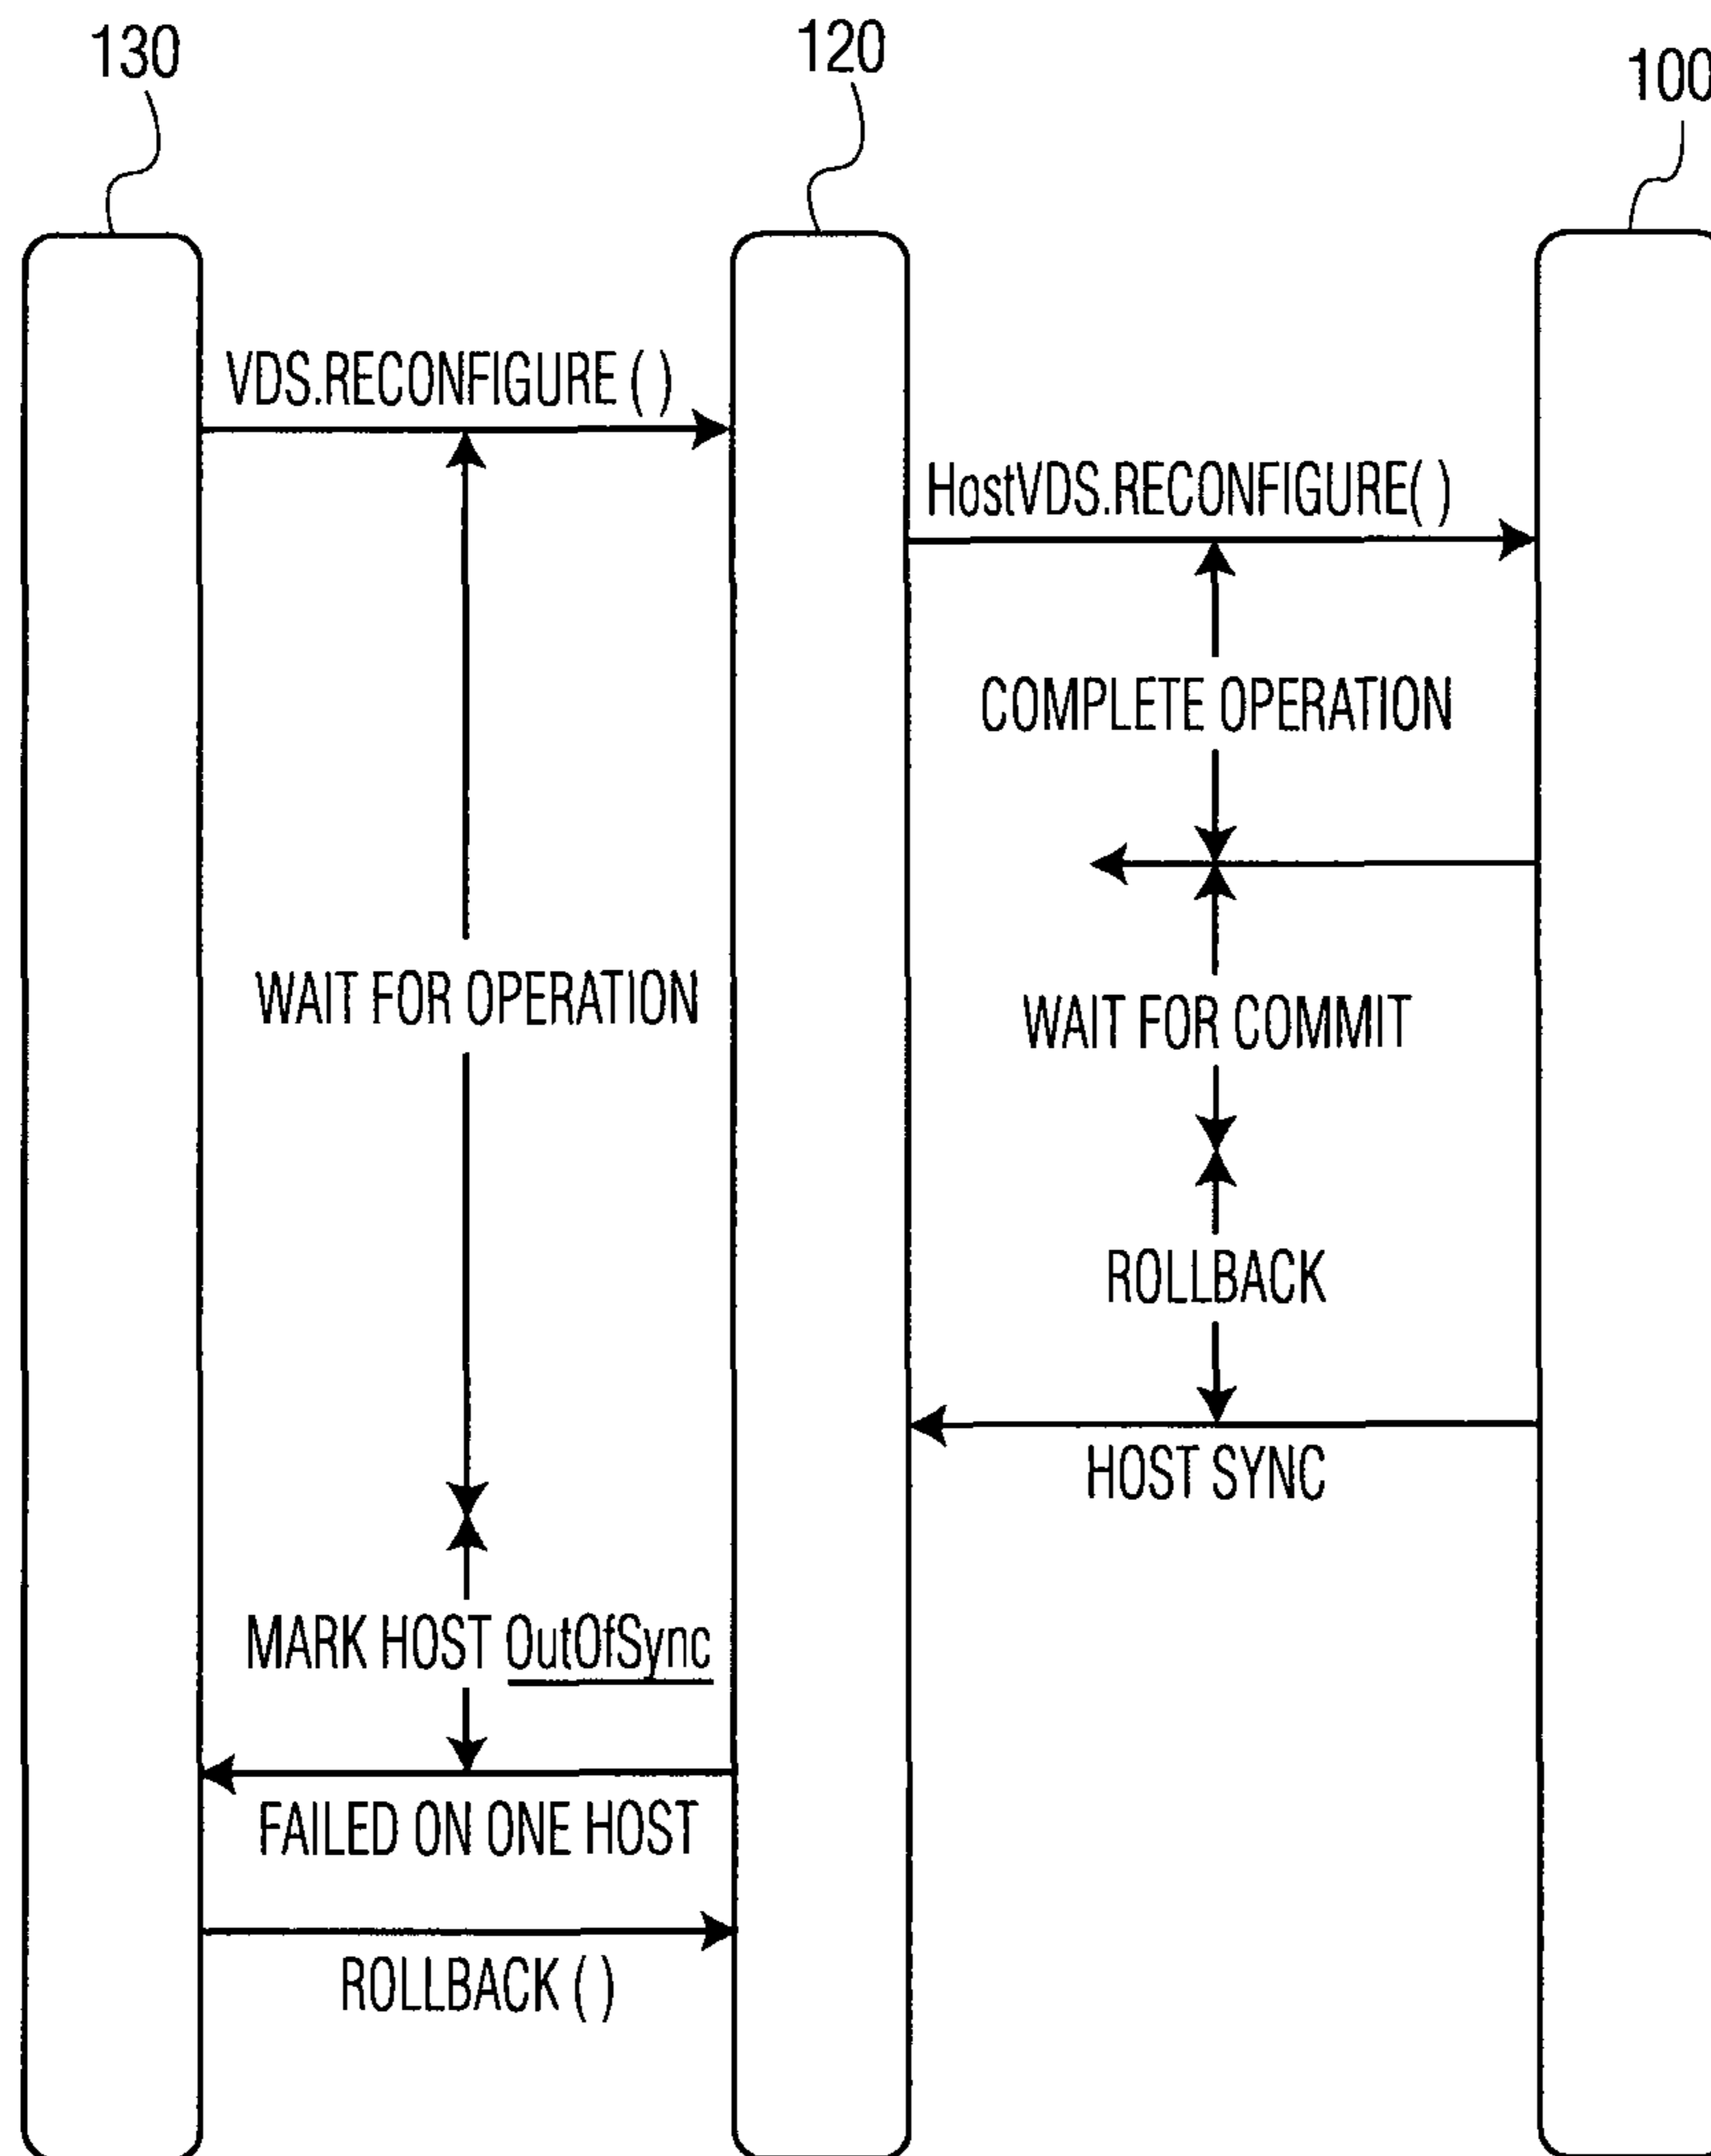 130
120
100
VDS.RECONFIGURE ( )
HostVDS.RECONFIGURE( )
COMPLETE OPERATION
WAIT FOR OPERATION
WAIT FOR COMMIT
ROLLBACK
HOST SYNC
MARK HOST OutOfSync
FAILED ON ONE HOST
ROLLBACK ( )